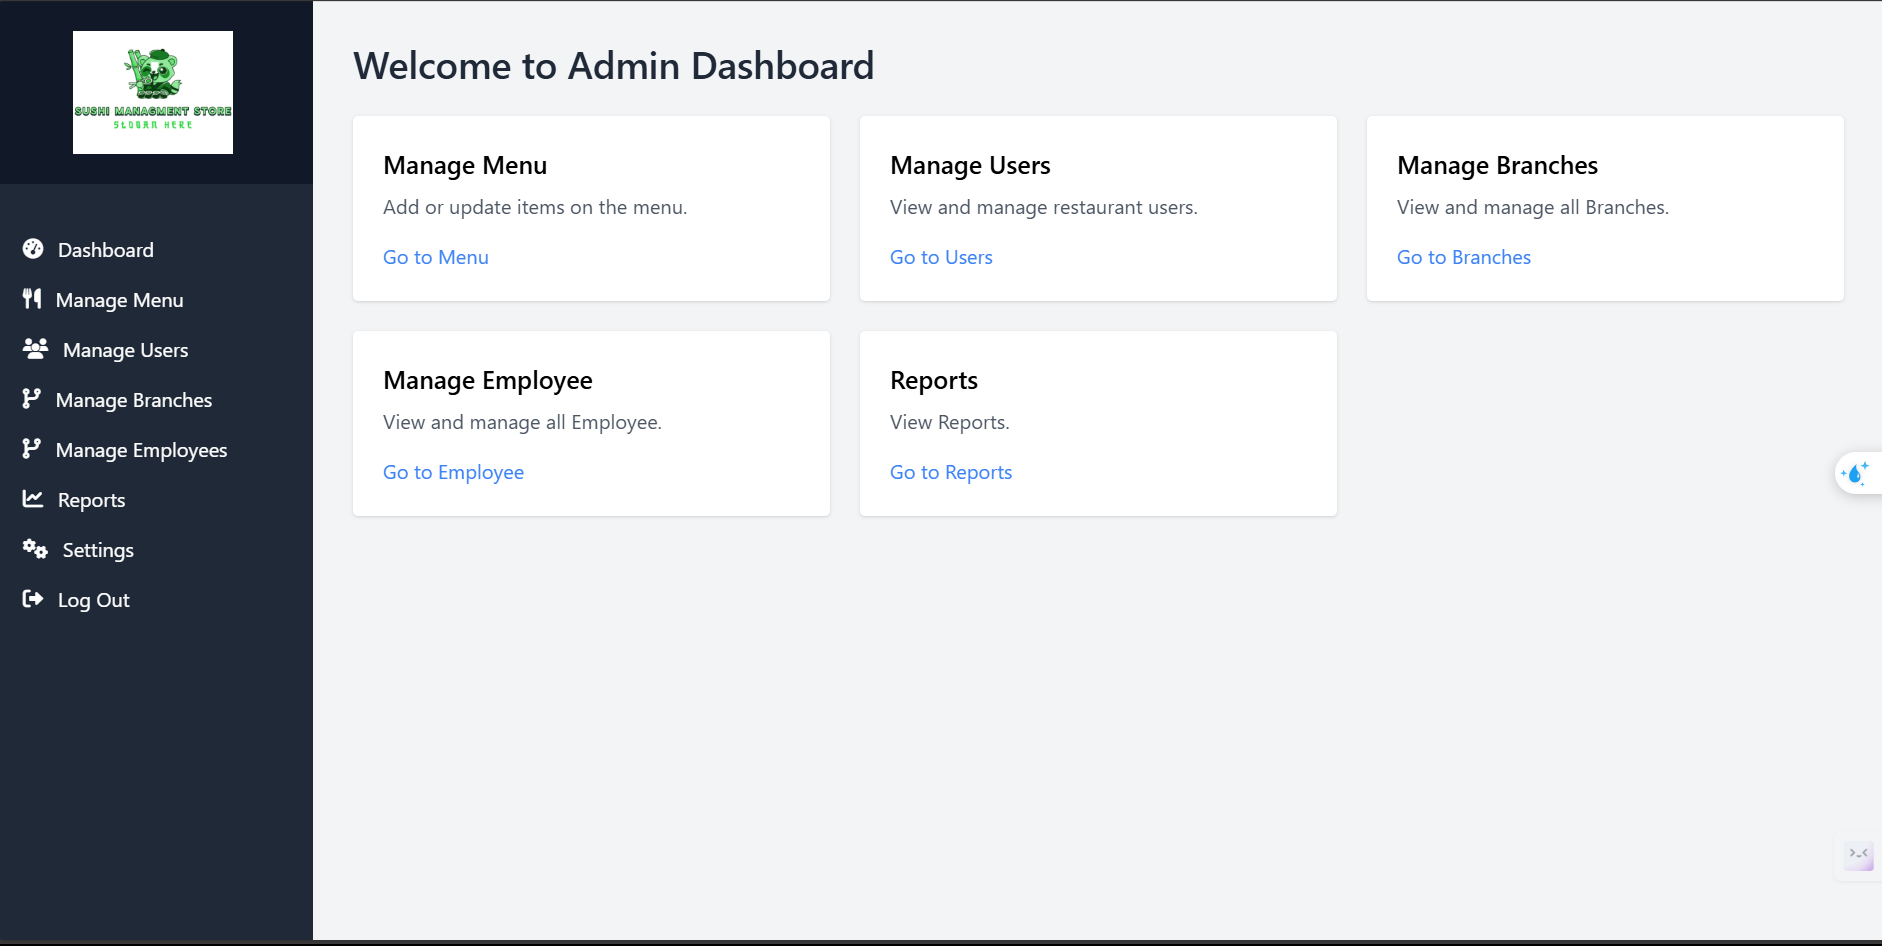 SUSHI MANAGMENT STORE
SLOGAN HERE
Dashboard
Manage Menu
Manage Users
Manage Branches
Manage Employees
Reports
Settings
Log Out
Welcome to Admin Dashboard
Manage Menu
Add or update items on the menu.
Go to Menu
Manage Users
View and manage restaurant users.
Go to Users
Manage Branches
View and manage all Branches.
Go to Branches
Manage Employee
View and manage all Employee.
Go to Employee
Reports
View Reports.
Go to Reports